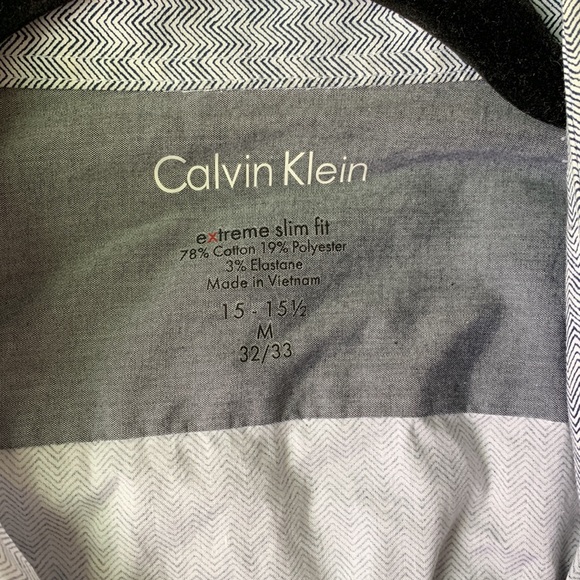 Calvin Klein
extreme slim fit
78% Cotton 19% Polyester
3% Elastane
Made in Vietnam
15 - 15½
M
32/33